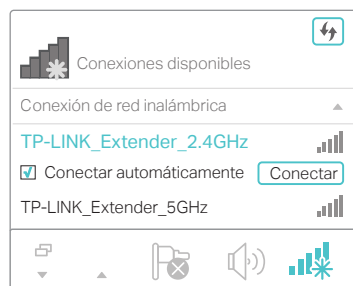 Conexiones disponibles
Conexión de red inalámbrica
TP-LINK_Extender_2.4GHz
Conectar automáticamente Conectar
TP-LINK_Extender_5GHz